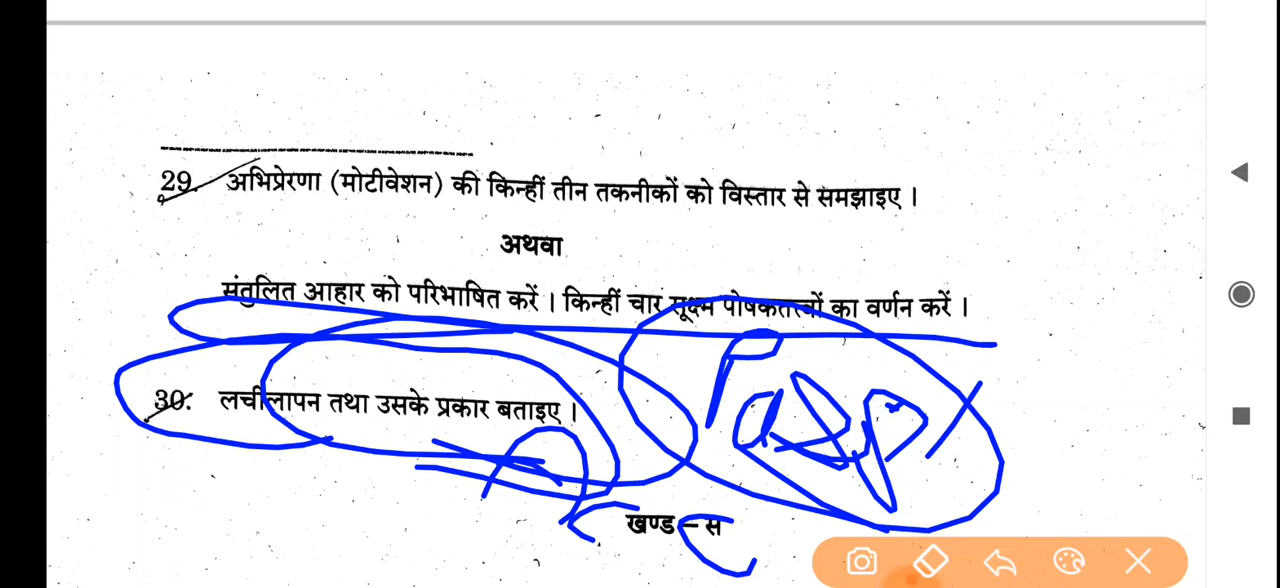 29. अभिप्रेरणा (मोटीवेशन) की किन्हीं तीन तकनीकों को विस्तार से समझाइए ।
अथवा
संतुलित आहार को परिभाषित करें । किन्हीं चार सूक्ष्म पोषकतत्त्वों का वर्णन करें ।
30. लचीलापन तथा उसके प्रकार बताइए ।
खण्ड – स